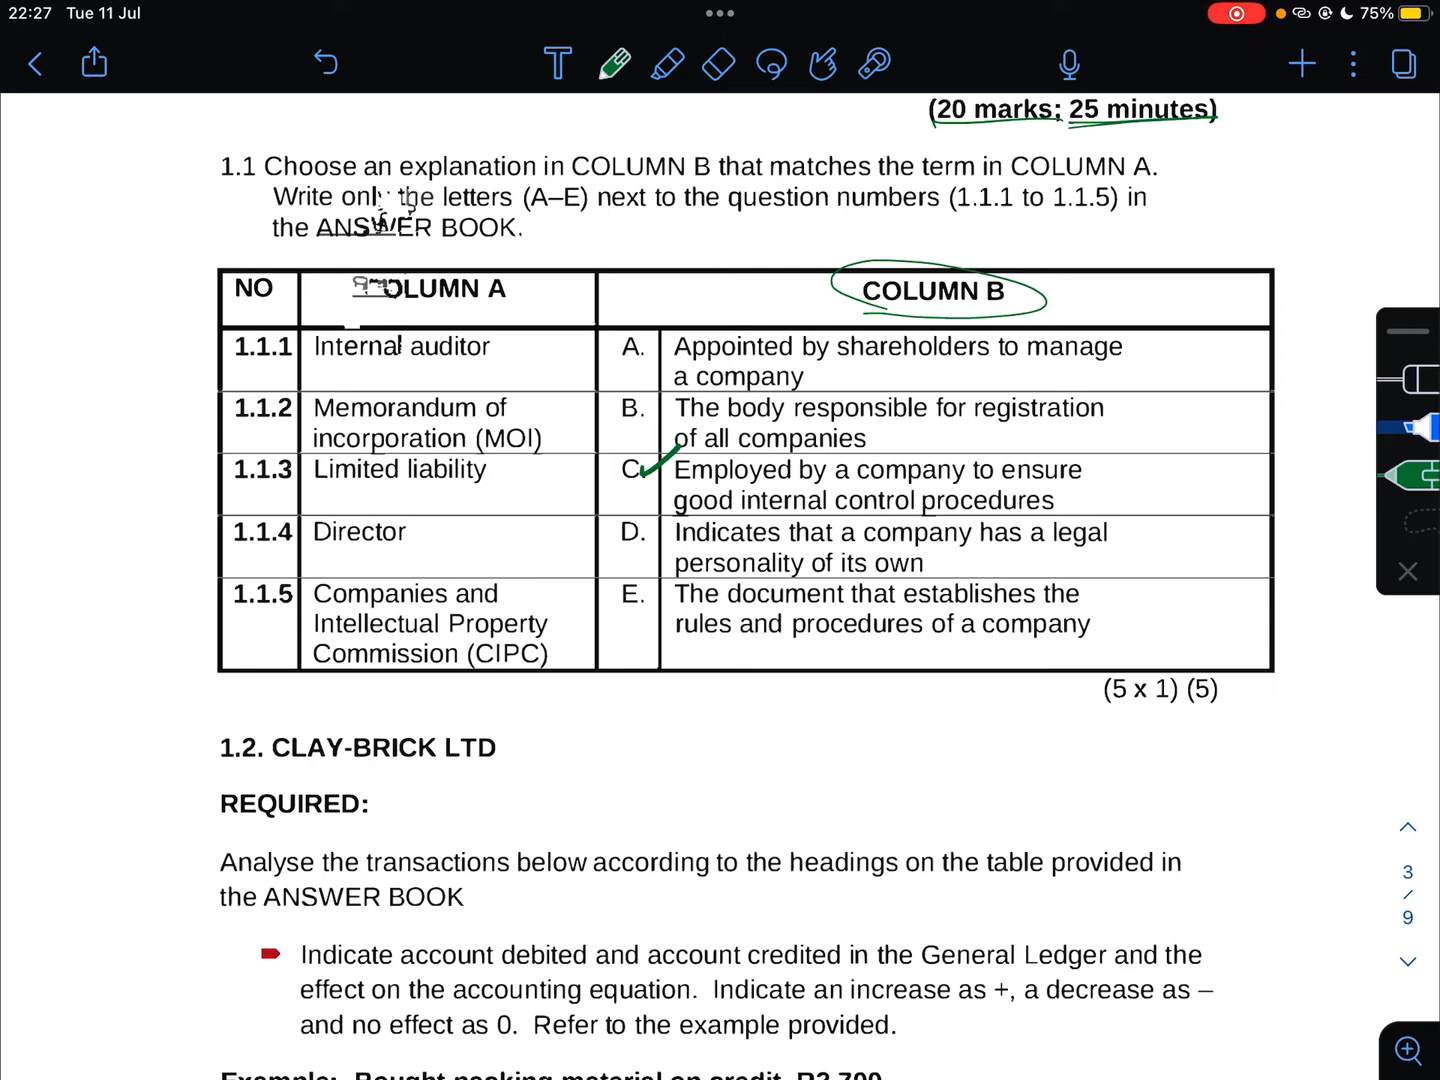 22:27 Tue 11 Jul
75%
(20 marks; 25 minutes)
1.1 Choose an explanation in COLUMN B that matches the term in COLUMN A.
Write only the letters (A–E) next to the question numbers (1.1.1 to 1.1.5) in
the ANSWER BOOK.
NO COLUMN A COLUMN B
1.1.1 Internal auditor A. Appointed by shareholders to manage
a company
1.1.2 Memorandum of B. The body responsible for registration
incorporation (MOI) of all companies
1.1.3 Limited liability C. Employed by a company to ensure
good internal control procedures
1.1.4 Director D. Indicates that a company has a legal
personality of its own
1.1.5 Companies and E. The document that establishes the
Intellectual Property rules and procedures of a company
Commission (CIPC)
(5 x 1) (5)
1.2. CLAY-BRICK LTD
REQUIRED:
Analyse the transactions below according to the headings on the table provided in
the ANSWER BOOK
Indicate account debited and account credited in the General Ledger and the
effect on the accounting equation. Indicate an increase as +, a decrease as –
and no effect as 0. Refer to the example provided.
Example: Bought packing material on credit, R2 700
3
/
9